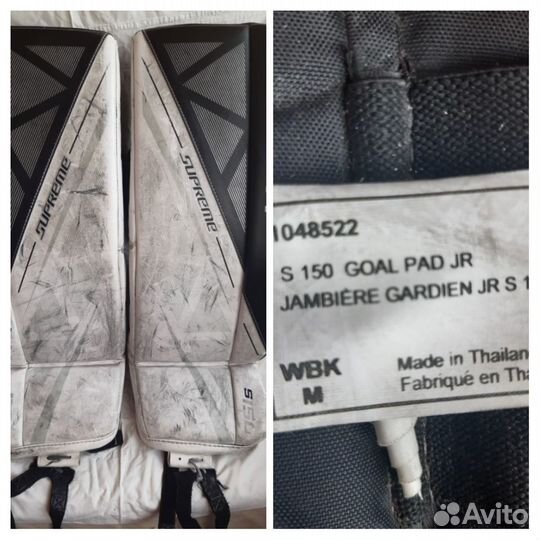 SUPREME
SUPREME
S150
1048522
S 150 GOAL PAD JR
JAMBIÈRE GARDIEN JR S 1
WBK
M
Made in Thailan
Fabriqué en Tha
Avito